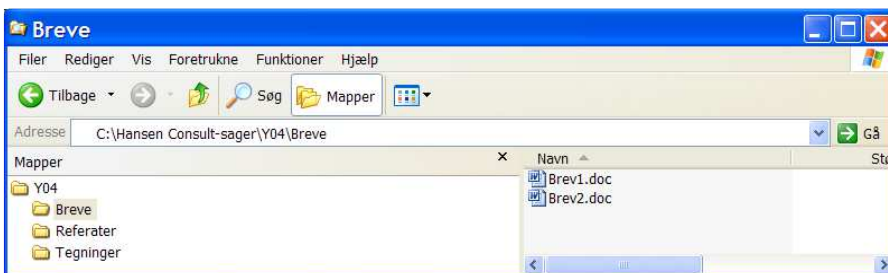 Breve
Filer Rediger Vis Foretrukne Funktioner Hjælp
Tilbage Søg Mapper
Adresse C:\Hansen Consult-sager\Y04\Breve Gå
Mapper Navn
Y04 Brev1.doc
Breve Brev2.doc
Referater
Tegninger